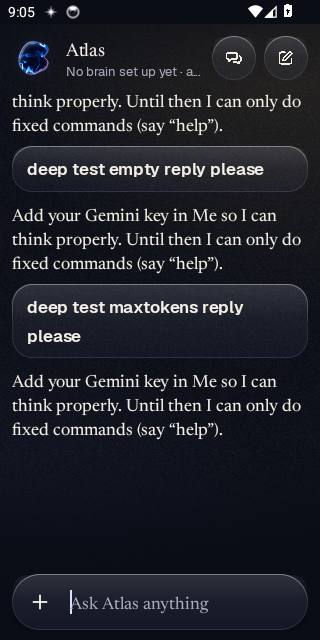 9:05
Atlas
No brain set up yet · a...
think properly. Until then I can only do
fixed commands (say “help”).
deep test empty reply please
Add your Gemini key in Me so I can
think properly. Until then I can only do
fixed commands (say “help”).
deep test maxtokens reply
please
Add your Gemini key in Me so I can
think properly. Until then I can only do
fixed commands (say “help”).
Ask Atlas anything